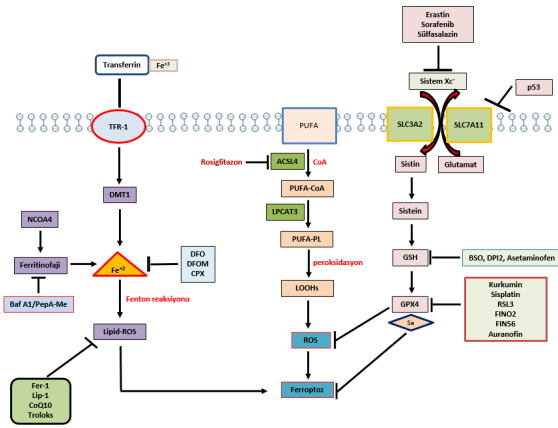 Erastin
Sorafenib
Sülfasalazin
Transferrin
Fe⁺³
Sistem Xc⁻
p53
TFR-1
PUFA
SLC3A2
SLC7A11
Rosiglitazon
ACSL4
CoA
Sistin
Glutamat
DMT1
PUFA-CoA
NCOA4
LPCAT3
Sistein
Ferritinofaji
Fe⁺²
DFO
DFOM
CPX
PUFA-PL
GSH
BSO, DPI2, Asetaminofen
peroksidasyon
Baf A1/PepA-Me
Fenton reaksiyonu
LOOHs
GPX4
Se
Kurkumin
Sisplatin
RSL3
FINO2
FIN56
Auranofin
Lipid-ROS
ROS
Fer-1
Lip-1
CoQ10
Troloks
Ferroptoz